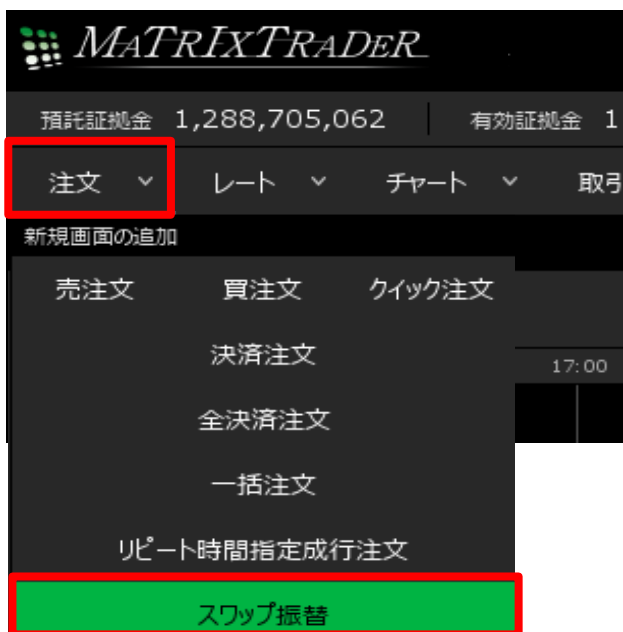 MATRIXTRADER
預託証拠金 1,288,705,062 有効証拠金 1
注文 レート チャート 取引
新規画面の追加
売注文 買注文 クイック注文
決済注文
17:00
全決済注文
一括注文
リピート時間指定成行注文
スワップ振替